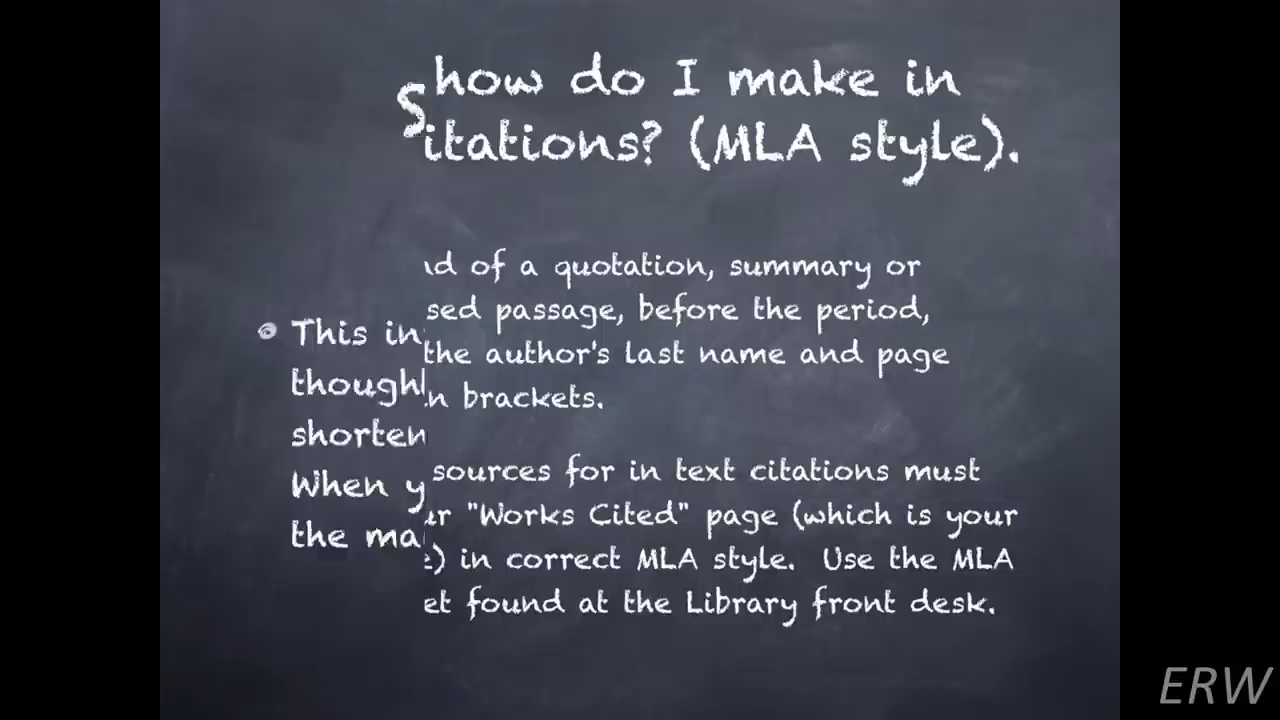 S
how do I make in
itations? (MLA style).
d of a quotation, summary or
sed passage, before the period,
the author's last name and page
n brackets.
sources for in text citations must
r "Works Cited" page (which is your
) in correct MLA style. Use the MLA
et found at the Library front desk.
This in
though
shorten
When y
the ma
ERW